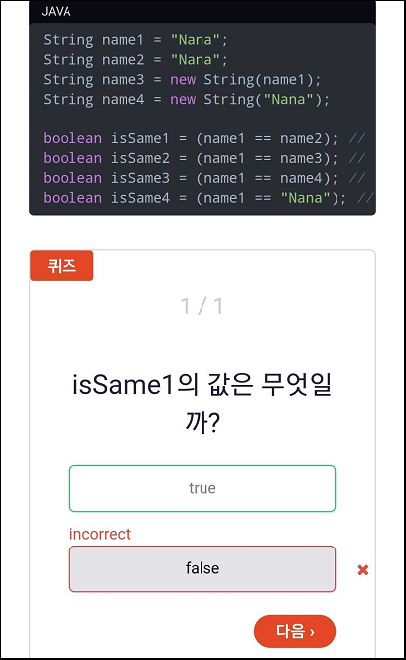 JAVA
String name1 = "Nara";
String name2 = "Nara";
String name3 = new String(name1);
String name4 = new String("Nana");
boolean isSame1 = (name1 == name2); //
boolean isSame2 = (name1 == name3); //
boolean isSame3 = (name1 == name4); //
boolean isSame4 = (name1 == "Nana"); //
퀴즈
1 / 1
isSame1의 값은 무엇일
까?
true
incorrect
false
다음 ›